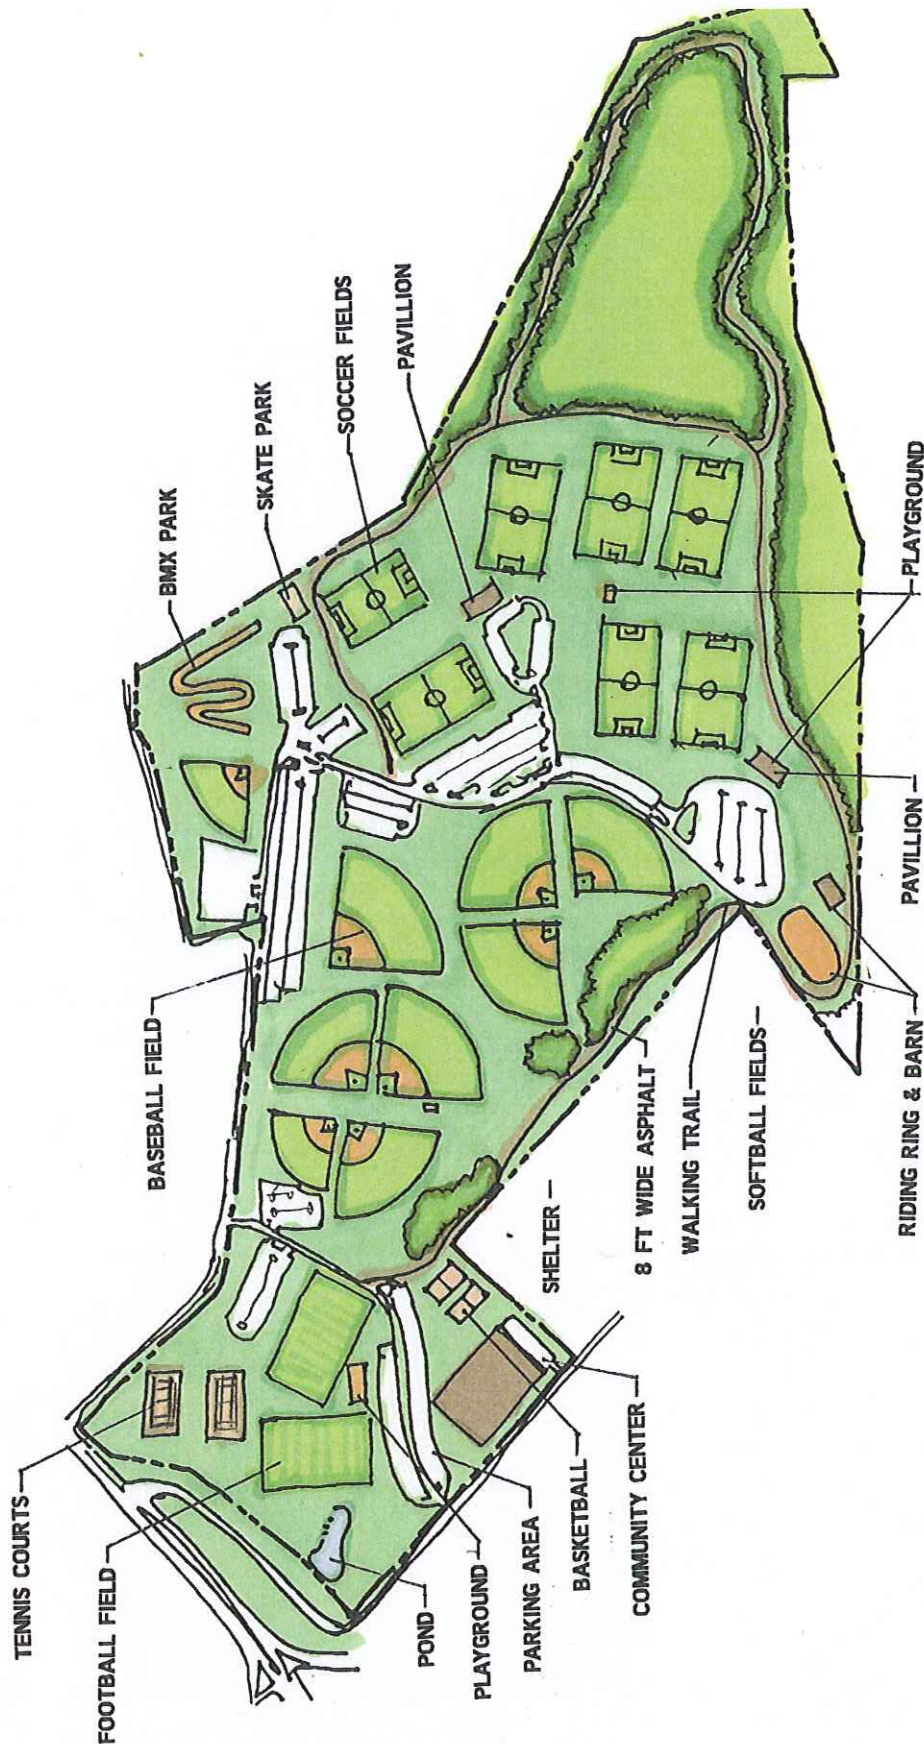 TENNIS COURTS
FOOTBALL FIELD
BASEBALL FIELD
BMX PARK
SKATE PARK
SOCCER FIELDS
PAVILLION
POND
PLAYGROUND
PARKING AREA
BASKETBALL
COMMUNITY CENTER
SHELTER
8 FT WIDE ASPHALT
WALKING TRAIL
SOFTBALL FIELDS
RIDING RING & BARN
PAVILLION
PLAYGROUND